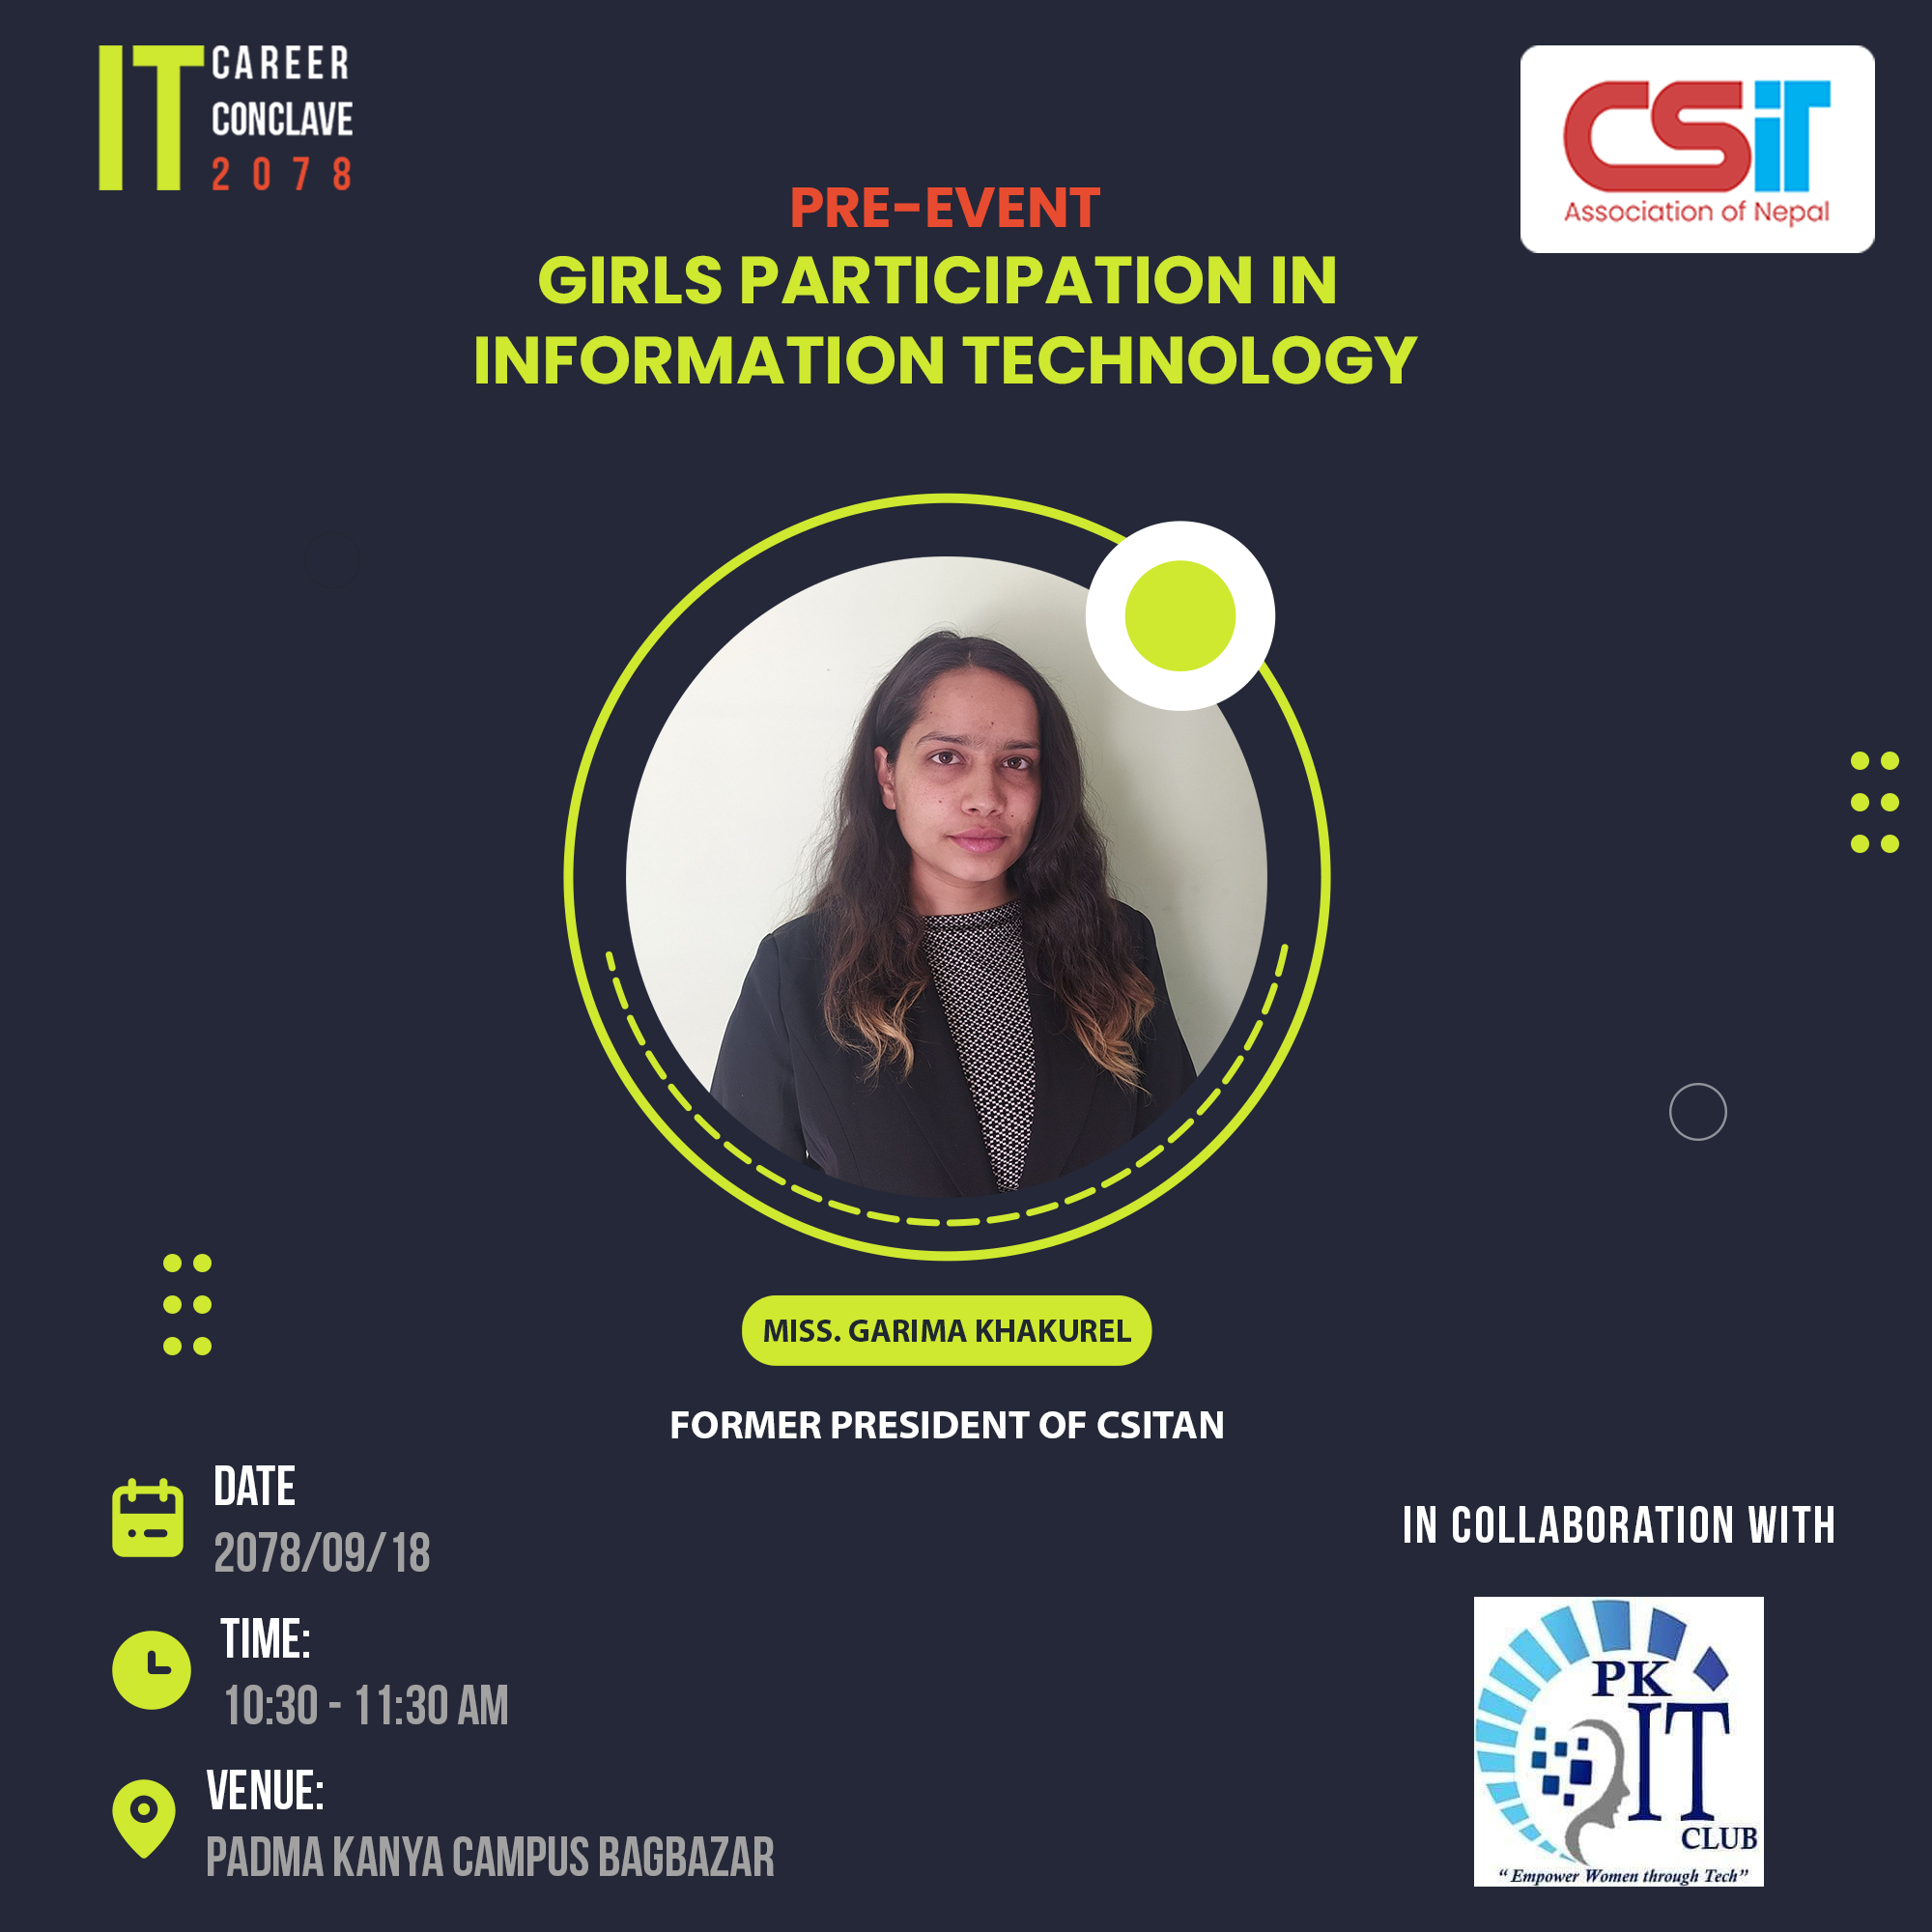 IT CAREER
CONCLAVE
2078
CSiT
Association of Nepal
PRE-EVENT
GIRLS PARTICIPATION IN
INFORMATION TECHNOLOGY
MISS. GARIMA KHAKUREL
FORMER PRESIDENT OF CSITAN
DATE
2078/09/18
TIME:
10:30 - 11:30 AM
VENUE:
PADMA KANYA CAMPUS BAGBAZAR
IN COLLABORATION WITH
PK
IT
CLUB
“ Empower Women through Tech”